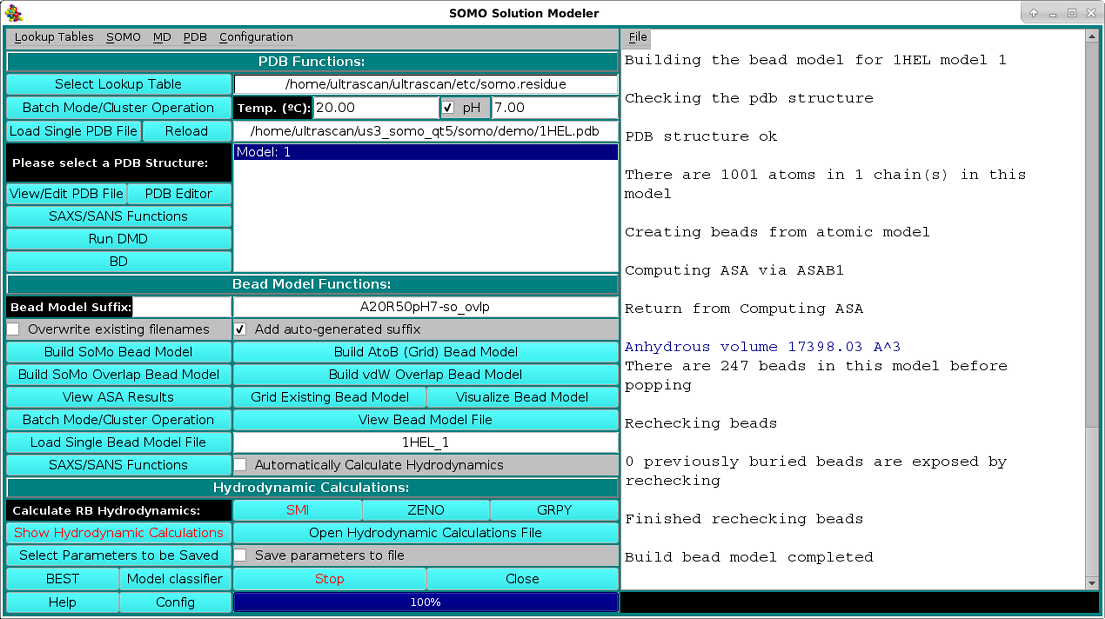 SOMO Solution Modeler
Lookup Tables SOMO MD PDB Configuration
PDB Functions:
Select Lookup Table /home/ultrascan/ultrascan/etc/somo.residue
Batch Mode/Cluster Operation Temp. (ºC): 20.00 pH 7.00
Load Single PDB File Reload /home/ultrascan/us3_somo_qt5/somo/demo/1HEL.pdb
Please select a PDB Structure: Model: 1
View/Edit PDB File PDB Editor
SAXS/SANS Functions
Run DMD
BD
Bead Model Functions:
Bead Model Suffix: A20R50pH7-so_ovlp
Overwrite existing filenames Add auto-generated suffix
Build SoMo Bead Model Build AtoB (Grid) Bead Model
Build SoMo Overlap Bead Model Build vdW Overlap Bead Model
View ASA Results Grid Existing Bead Model Visualize Bead Model
Batch Mode/Cluster Operation View Bead Model File
Load Single Bead Model File 1HEL_1
SAXS/SANS Functions Automatically Calculate Hydrodynamics
Hydrodynamic Calculations:
Calculate RB Hydrodynamics: SMI ZENO GRPY
Show Hydrodynamic Calculations Open Hydrodynamic Calculations File
Select Parameters to be Saved Save parameters to file
BEST Model classifier Stop Close
Help Config 100%
File
Building the bead model for 1HEL model 1
Checking the pdb structure
PDB structure ok
There are 1001 atoms in 1 chain(s) in this
model
Creating beads from atomic model
Computing ASA via ASAB1
Return from Computing ASA
Anhydrous volume 17398.03 A^3
There are 247 beads in this model before
popping
Rechecking beads
0 previously buried beads are exposed by
rechecking
Finished rechecking beads
Build bead model completed